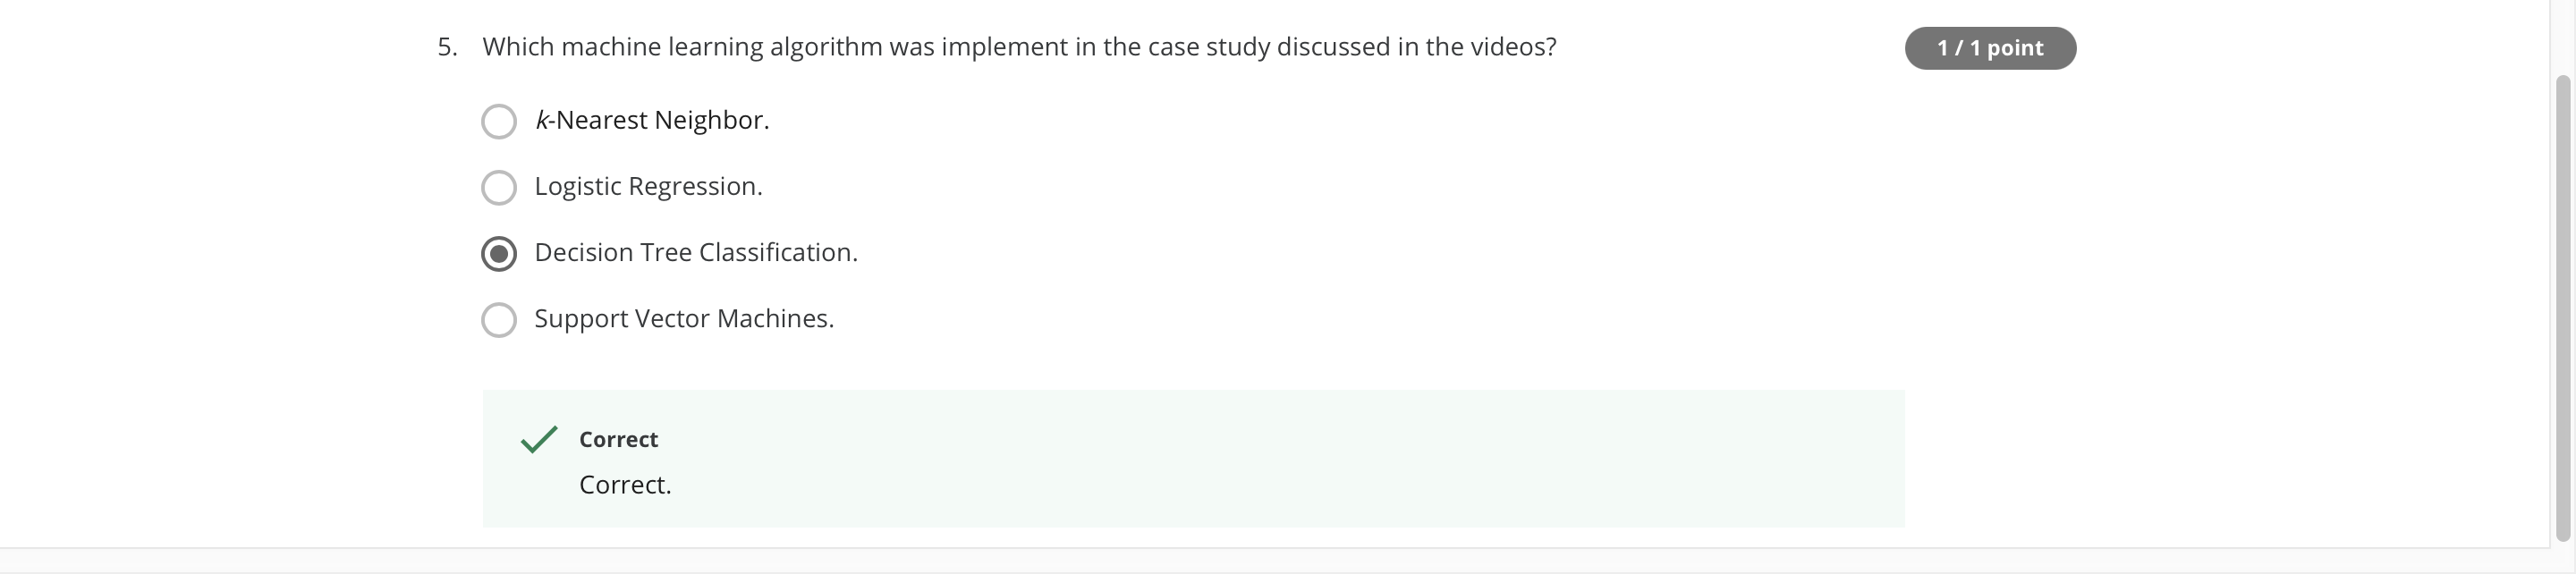 5. Which machine learning algorithm was implement in the case study discussed in the videos?
1 / 1 point
k-Nearest Neighbor.
Logistic Regression.
Decision Tree Classification.
Support Vector Machines.
Correct
Correct.